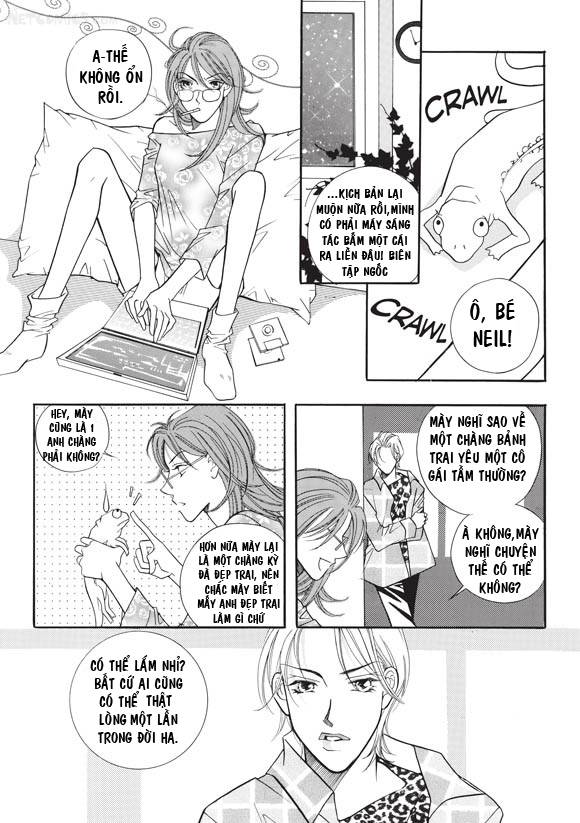 NETCOMICS.com
A-THẾ
KHÔNG ỔN
RỒI.
...KỊCH BẢN LẠI
MUỘN NỮA RỒI,MÌNH
CÓ PHẢI MÁY SÁNG
TÁC BẤM MỘT CÁI
RA LIỀN ĐÂU! BIÊN
TẬP NGỐC
CRAWL
CRAWL
Ô, BÉ
NEIL!
HEY, MÀY
CŨNG LÀ 1
ANH CHÀNG
PHẢI KHÔNG?
HƠN NỮA MÀY LẠI
LÀ MỘT CHÀNG KỲ
ĐÀ ĐẸP TRAI, NÊN
CHẮC MÀY BIẾT
MẤY ANH ĐẸP TRAI
LÀM GÌ CHỨ
MÀY NGHĨ SAO VỀ
MỘT CHÀNG BẢNH
TRAI YÊU MỘT CÔ
GÁI TẦM THƯỜNG?
À KHÔNG,MÀY
NGHĨ CHUYỆN
THẾ CÓ THỂ
KHÔNG?
CÓ THỂ LẮM NHỈ?
BẤT CỨ AI CŨNG
CÓ THỂ THẬT
LÒNG MỘT LẦN
TRONG ĐỜI HA.